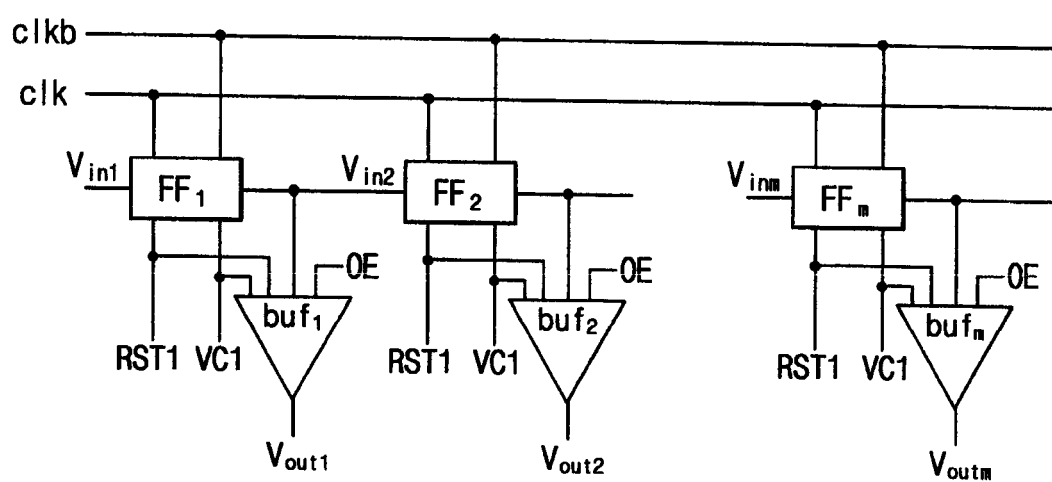 clkb
clk
Vin1
FF1
Vin2
FF2
Vinm
FFm
OE
OE
OE
buf1
buf2
bufm
RST1
VC1
RST1
VC1
RST1
VC1
Vout1
Vout2
Voutm